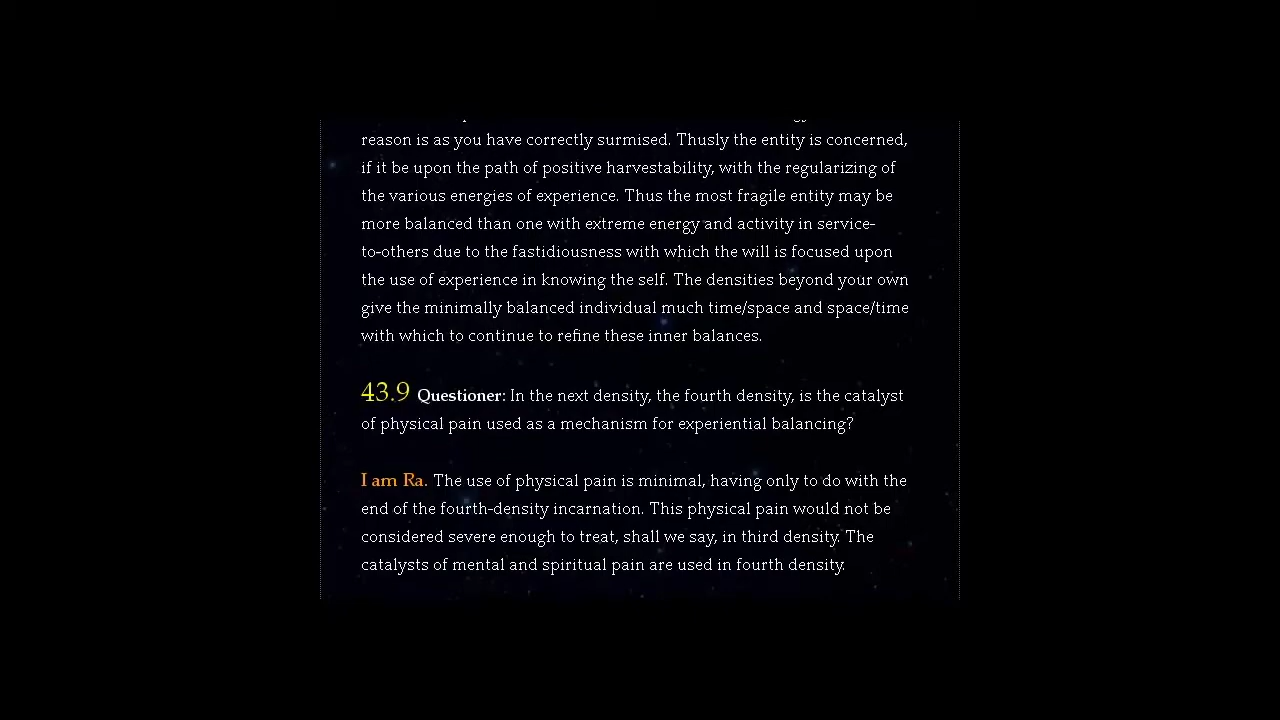 reason is as you have correctly surmised. Thusly the entity is concerned,
if it be upon the path of positive harvestability, with the regularizing of
the various energies of experience. Thus the most fragile entity may be
more balanced than one with extreme energy and activity in service-
to-others due to the fastidiousness with which the will is focused upon
the use of experience in knowing the self. The densities beyond your own
give the minimally balanced individual much time/space and space/time
with which to continue to refine these inner balances.
43.9 Questioner: In the next density, the fourth density, is the catalyst
of physical pain used as a mechanism for experiential balancing?
I am Ra. The use of physical pain is minimal, having only to do with the
end of the fourth-density incarnation. This physical pain would not be
considered severe enough to treat, shall we say, in third density. The
catalysts of mental and spiritual pain are used in fourth density.